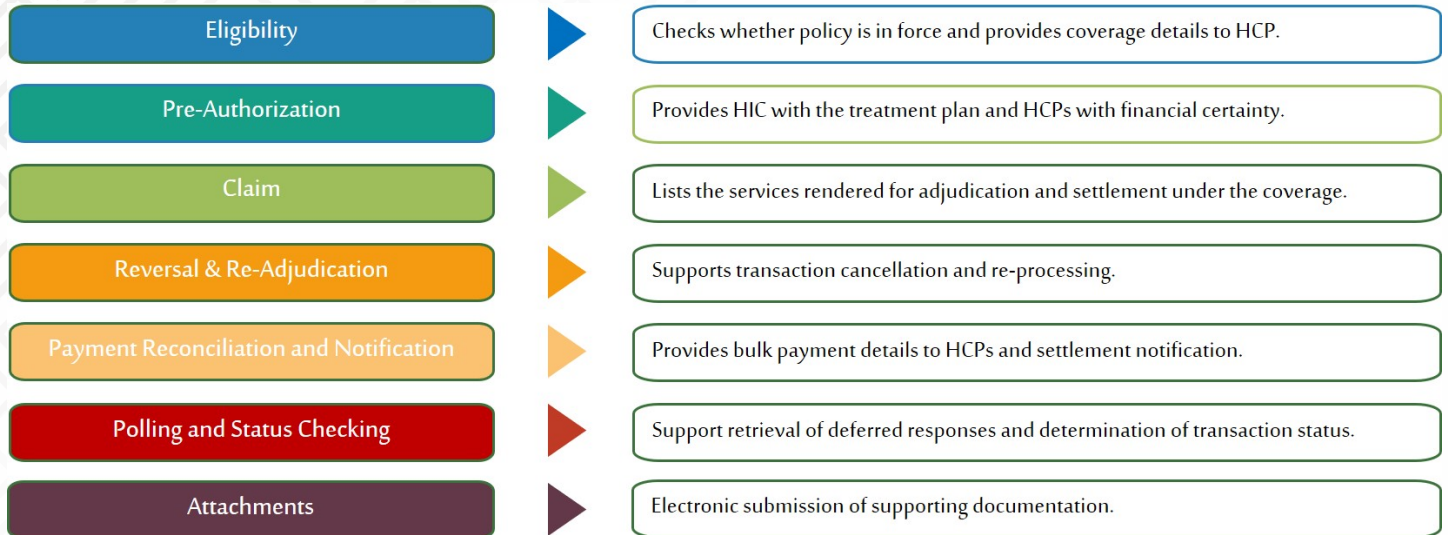 Eligibility
Checks whether policy is in force and provides coverage details to HCP.
Pre-Authorization
Provides HIC with the treatment plan and HCPs with financial certainty.
Claim
Lists the services rendered for adjudication and settlement under the coverage.
Reversal & Re-Adjudication
Supports transaction cancellation and re-processing.
Payment Reconciliation and Notification
Provides bulk payment details to HCPs and settlement notification.
Polling and Status Checking
Support retrieval of deferred responses and determination of transaction status.
Attachments
Electronic submission of supporting documentation.